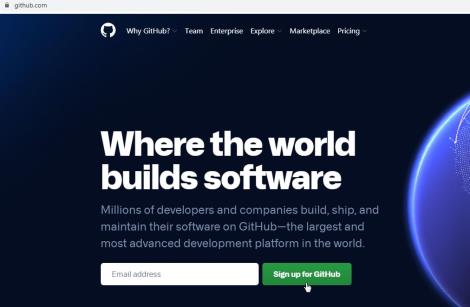 github.com
Why GitHub? Team Enterprise Explore Marketplace Pricing
Where the world
builds software
Millions of developers and companies build, ship, and
maintain their software on GitHub—the largest and
most advanced development platform in the world.
Email address Sign up for GitHub